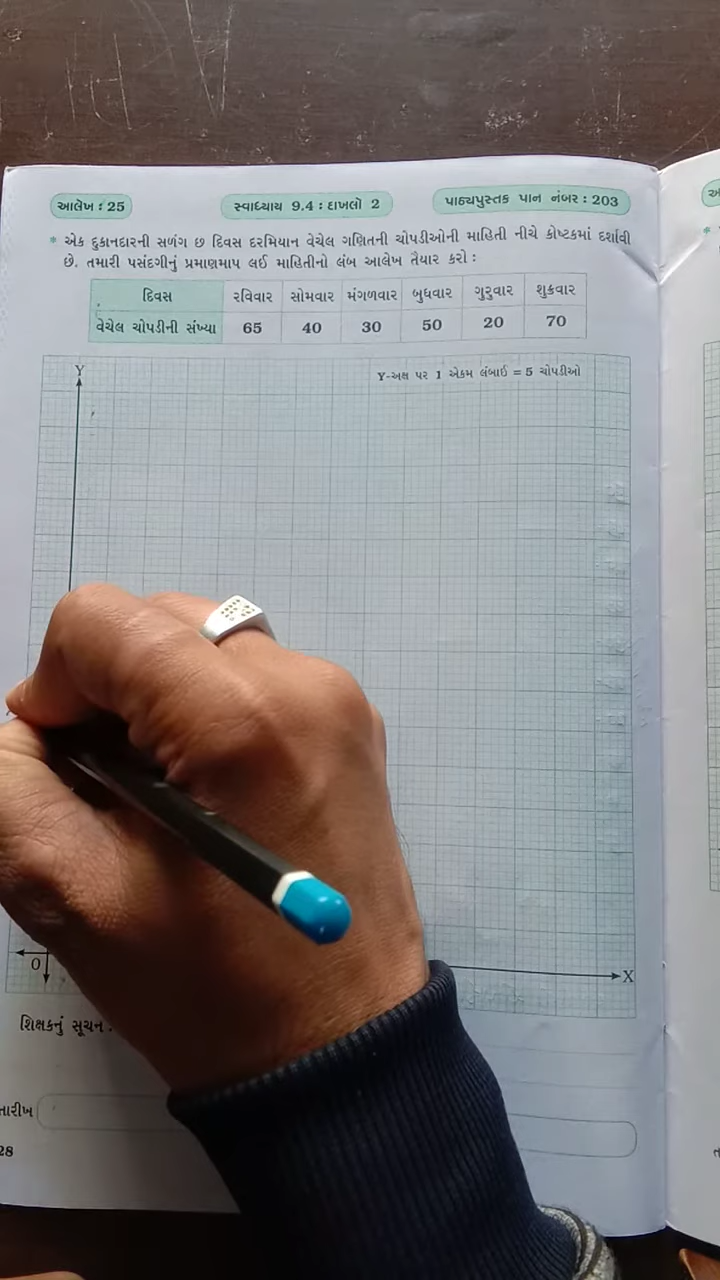 આલેખ : 25
સ્વાધ્યાય 9.4 : દાખલો 2
પાઠ્યપુસ્તક પાન નંબર : 203
* એક દુકાનદારની સળંગ છ દિવસ દરમિયાન વેચેલ ગણિતની ચોપડીઓની માહિતી નીચે કોષ્ટકમાં દર્શાવી
છે. તમારી પસંદગીનું પ્રમાણમાપ લઈ માહિતીનો લંબ આલેખ તૈયાર કરો :
દિવસ રવિવાર સોમવાર મંગળવાર બુધવાર ગુરુવાર શુક્રવાર
વેચેલ ચોપડીની સંખ્યા 65 40 30 50 20 70
Y
Y-અક્ષ પર 1 એકમ લંબાઈ = 5 ચોપડીઓ
O
X
શિક્ષકનું સૂચન :
તારીખ
28